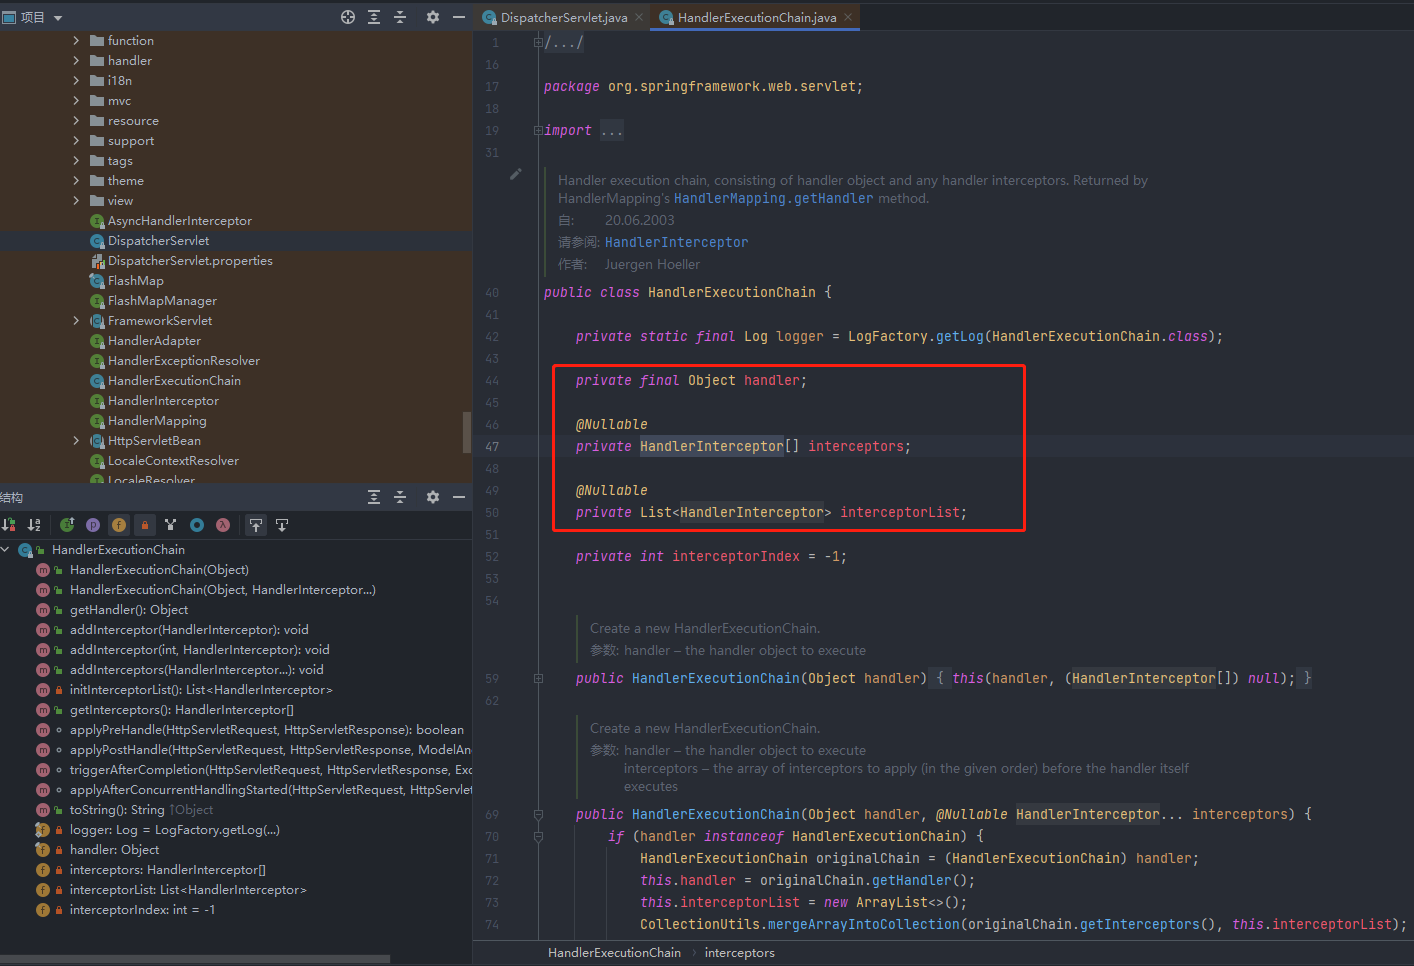 项目
function
handler
i18n
mvc
resource
support
tags
theme
view
AsyncHandlerInterceptor
DispatcherServlet
DispatcherServlet.properties
FlashMap
FlashMapManager
FrameworkServlet
HandlerAdapter
HandlerExceptionResolver
HandlerExecutionChain
HandlerInterceptor
HandlerMapping
HttpServletBean
LocaleContextResolver
LocaleResolver
结构
HandlerExecutionChain
HandlerExecutionChain(Object)
HandlerExecutionChain(Object, HandlerInterceptor...)
getHandler(): Object
addInterceptor(HandlerInterceptor): void
addInterceptor(int, HandlerInterceptor): void
addInterceptors(HandlerInterceptor...): void
initInterceptorList(): List<HandlerInterceptor>
getInterceptors(): HandlerInterceptor[]
applyPreHandle(HttpServletRequest, HttpServletResponse): boolean
applyPostHandle(HttpServletRequest, HttpServletResponse, ModelAn
triggerAfterCompletion(HttpServletRequest, HttpServletResponse, Exc
applyAfterConcurrentHandlingStarted(HttpServletRequest, HttpServlet
toString(): String ↑Object
logger: Log = LogFactory.getLog(...)
handler: Object
interceptors: HandlerInterceptor[]
interceptorList: List<HandlerInterceptor>
interceptorIndex: int = -1
DispatcherServlet.java HandlerExecutionChain.java
1 /.../
16
17 package org.springframework.web.servlet;
18
19 import ...
31
Handler execution chain, consisting of handler object and any handler interceptors. Returned by
HandlerMapping's HandlerMapping.getHandler method.
自: 20.06.2003
请参阅: HandlerInterceptor
作者: Juergen Hoeller
40 public class HandlerExecutionChain {
41
42 private static final Log logger = LogFactory.getLog(HandlerExecutionChain.class);
43
44 private final Object handler;
45
46 @Nullable
47 private HandlerInterceptor[] interceptors;
48
49 @Nullable
50 private List<HandlerInterceptor> interceptorList;
51
52 private int interceptorIndex = -1;
53
54
Create a new HandlerExecutionChain.
参数: handler – the handler object to execute
59 public HandlerExecutionChain(Object handler) { this(handler, (HandlerInterceptor[]) null); }
62
Create a new HandlerExecutionChain.
参数: handler – the handler object to execute
interceptors – the array of interceptors to apply (in the given order) before the handler itself
executes
69 public HandlerExecutionChain(Object handler, @Nullable HandlerInterceptor... interceptors) {
70 if (handler instanceof HandlerExecutionChain) {
71 HandlerExecutionChain originalChain = (HandlerExecutionChain) handler;
72 this.handler = originalChain.getHandler();
73 this.interceptorList = new ArrayList<>();
74 CollectionUtils.mergeArrayIntoCollection(originalChain.getInterceptors(), this.interceptorList);
HandlerExecutionChain › interceptors